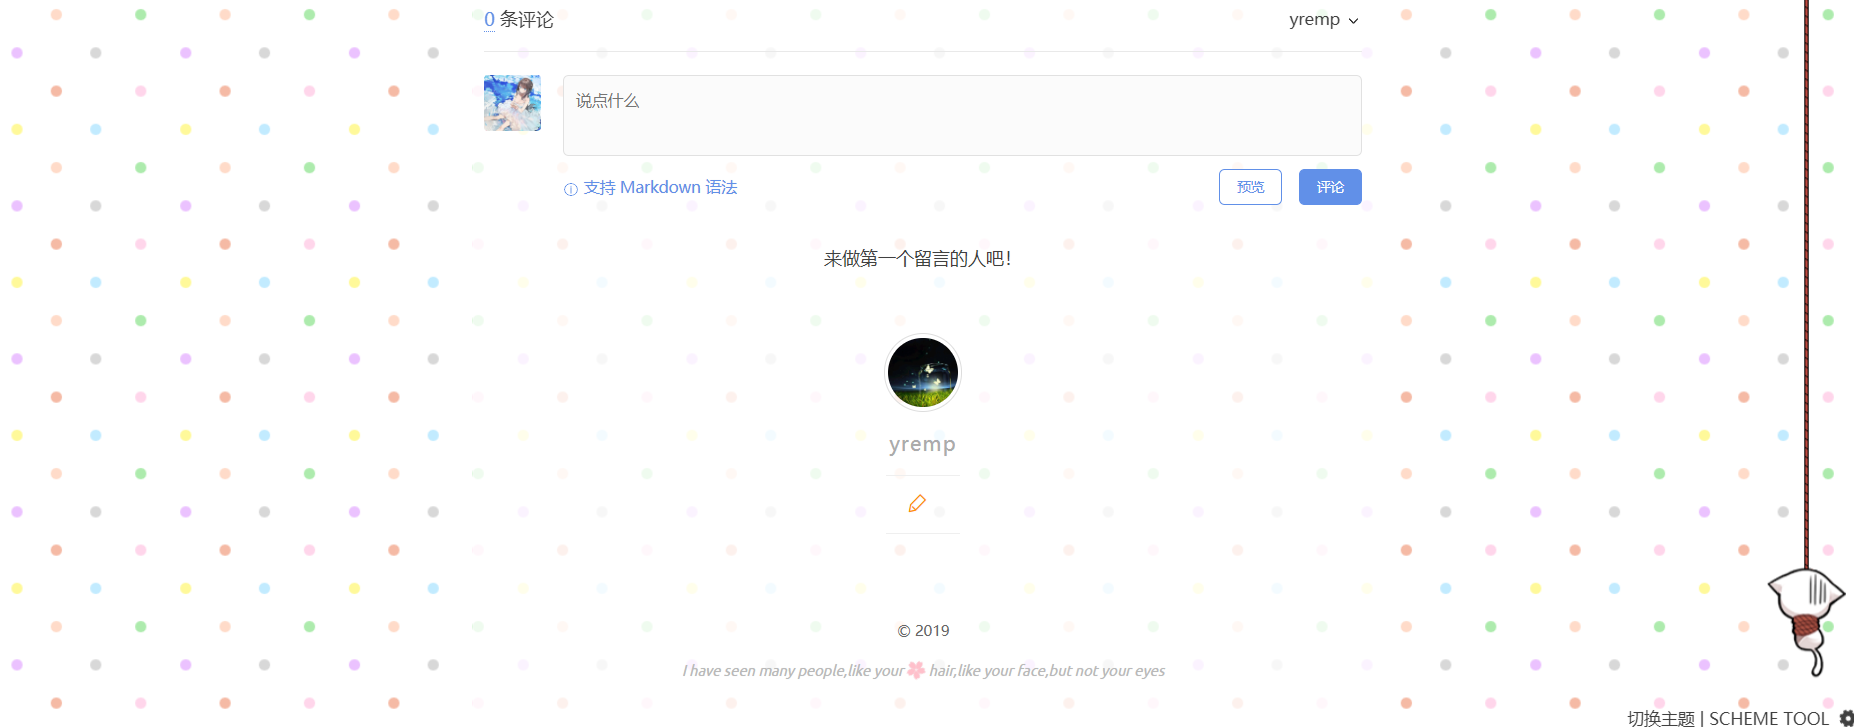 0 条评论
yremp
说点什么
支持 Markdown 语法
预览
评论
来做第一个留言的人吧！
yremp
© 2019
I have seen many people,like your hair,like your face,but not your eyes
切换主题 | SCHEME TOOL